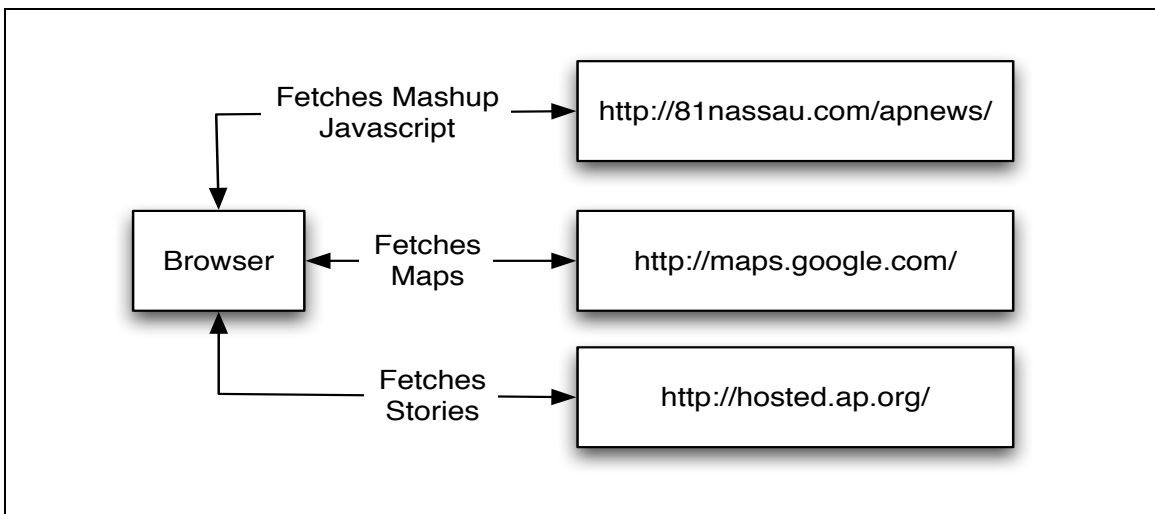 Fetches Mashup
Javascript
http://81nassau.com/apnews/
Browser
Fetches
Maps
http://maps.google.com/
Fetches
Stories
http://hosted.ap.org/